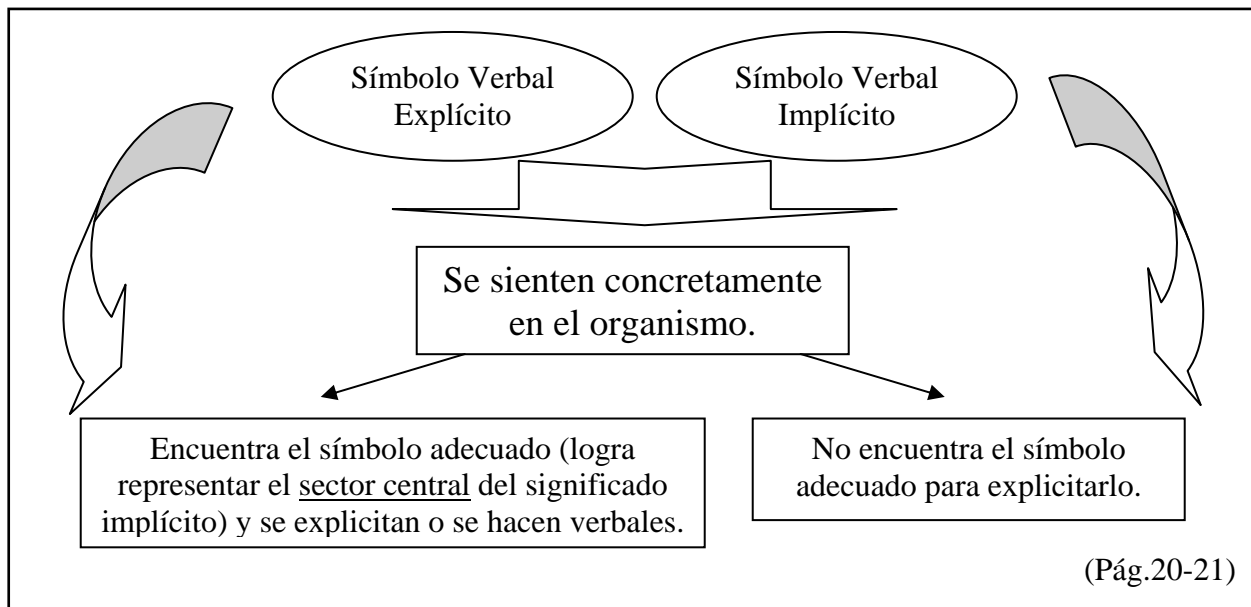 Símbolo Verbal
Explícito
Símbolo Verbal
Implícito
Se sienten concretamente
en el organismo.
Encuentra el símbolo adecuado (logra
representar el sector central del significado
implícito) y se explicitan o se hacen verbales.
No encuentra el símbolo
adecuado para explicitarlo.
(Pág.20-21)